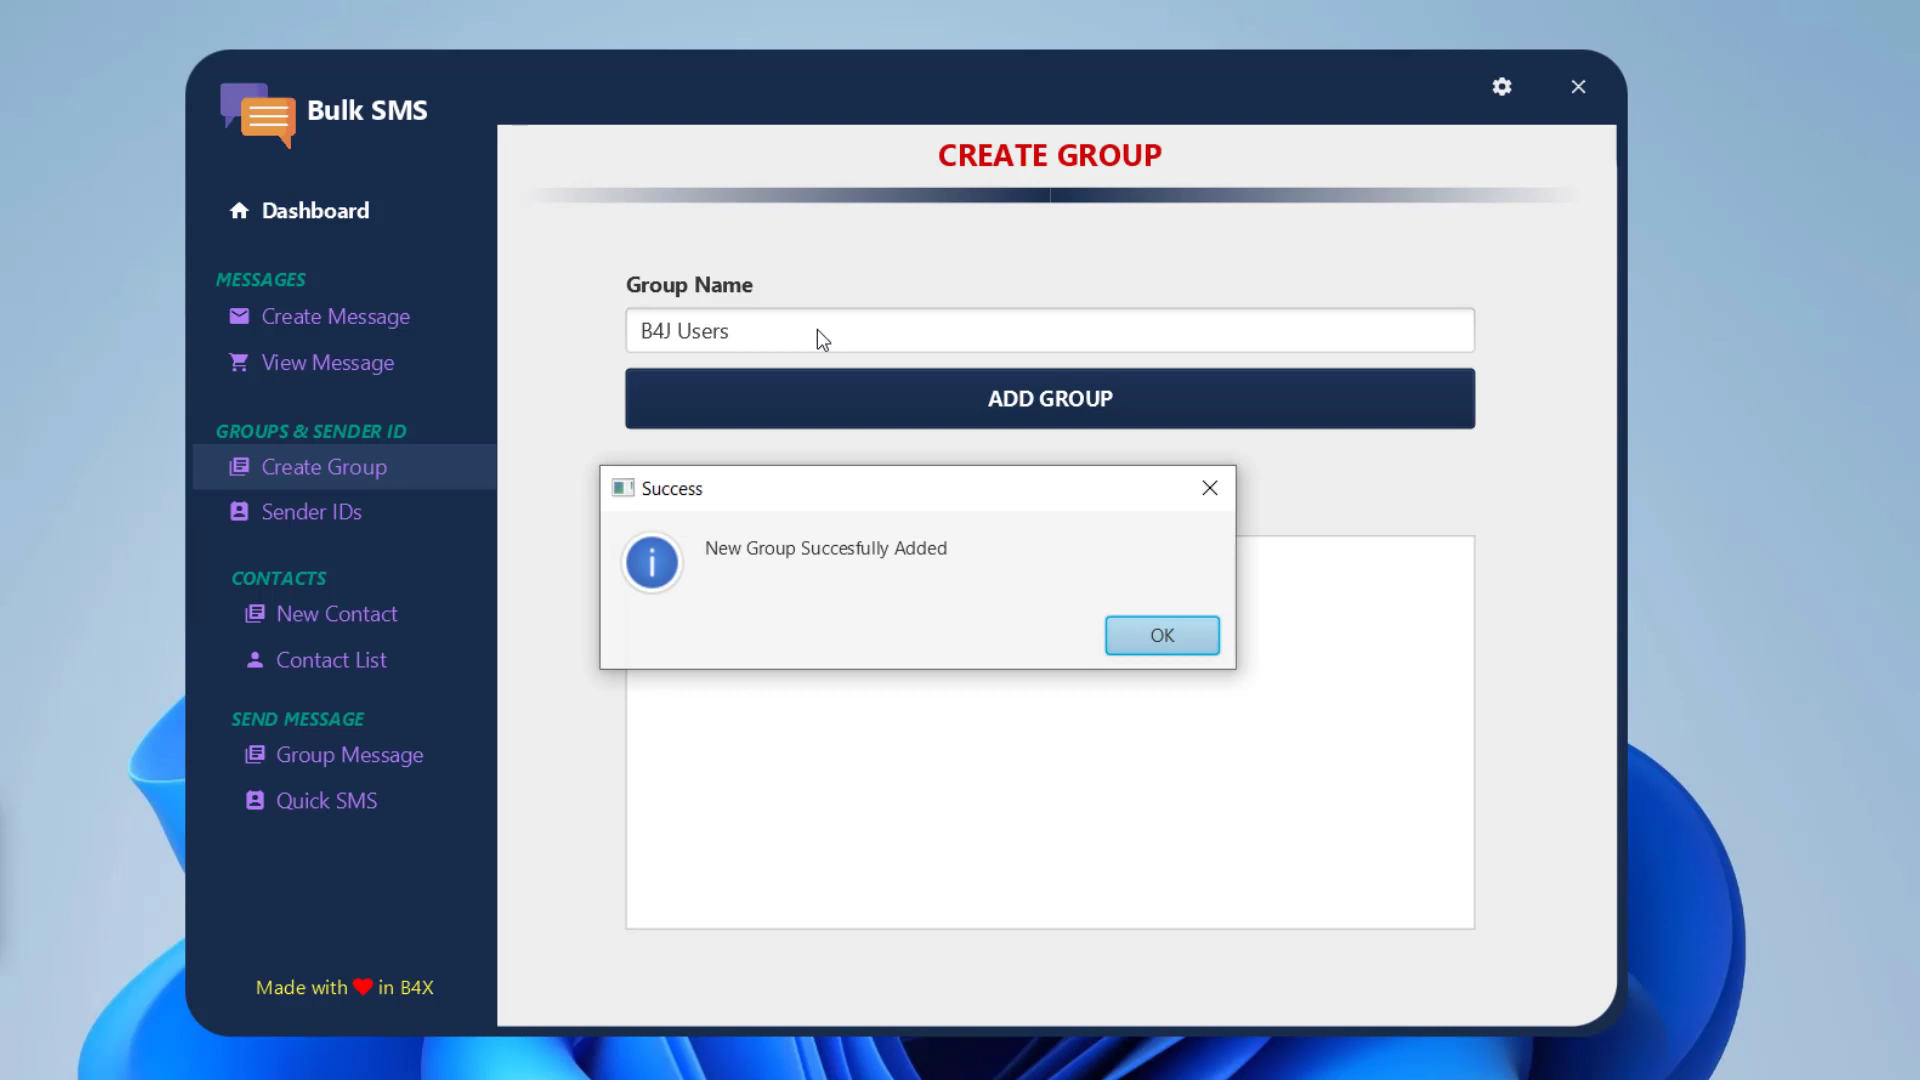 Bulk SMS
Dashboard
MESSAGES
Create Message
View Message
GROUPS & SENDER ID
Create Group
Sender IDs
CONTACTS
New Contact
Contact List
SEND MESSAGE
Group Message
Quick SMS
Made with ❤ in B4X
CREATE GROUP
Group Name
B4J Users
ADD GROUP
Success
New Group Succesfully Added
OK